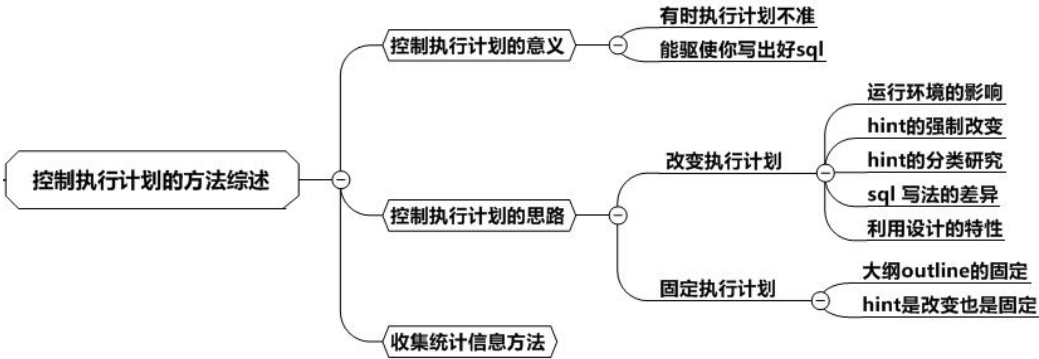 控制执行计划的方法综述
控制执行计划的意义
有时执行计划不准
能驱使你写出好sql
控制执行计划的思路
改变执行计划
运行环境的影响
hint的强制改变
hint的分类研究
sql 写法的差异
利用设计的特性
固定执行计划
大纲outline的固定
hint是改变也是固定
收集统计信息方法